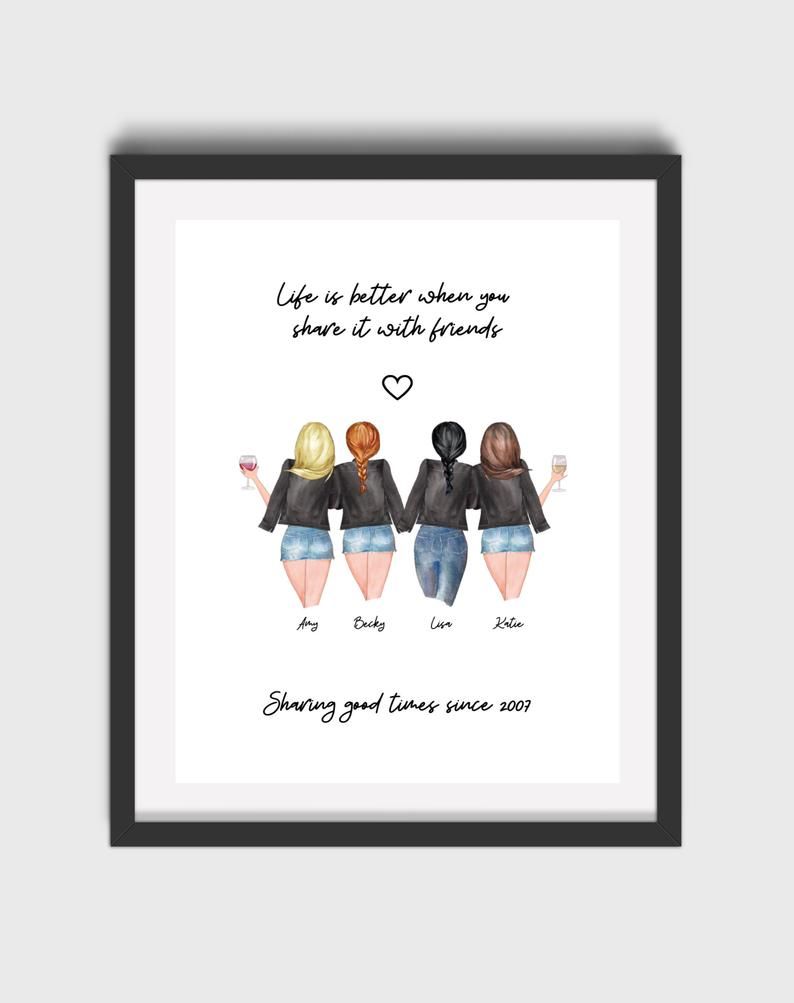 Life is better when you
share it with friends
Amy Becky Lisa Katie
Sharing good times since 2007